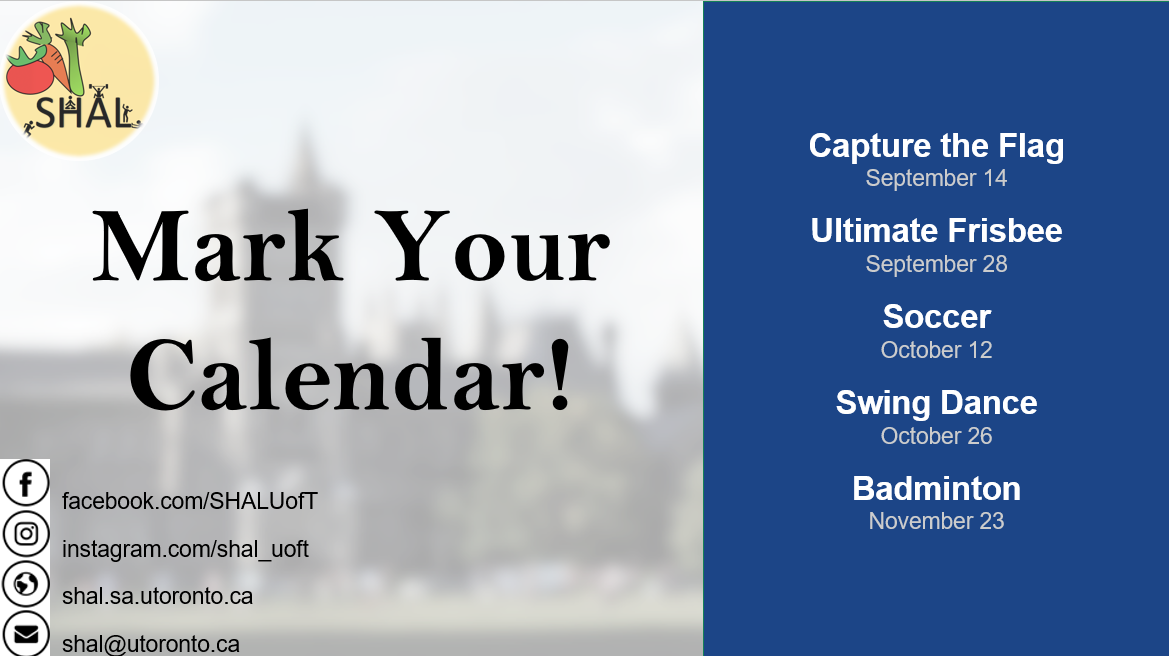 SHAL
Mark Your
Calendar!
facebook.com/SHALUofT
instagram.com/shal_uoft
shal.sa.utoronto.ca
shal@utoronto.ca
Capture the Flag
September 14
Ultimate Frisbee
September 28
Soccer
October 12
Swing Dance
October 26
Badminton
November 23